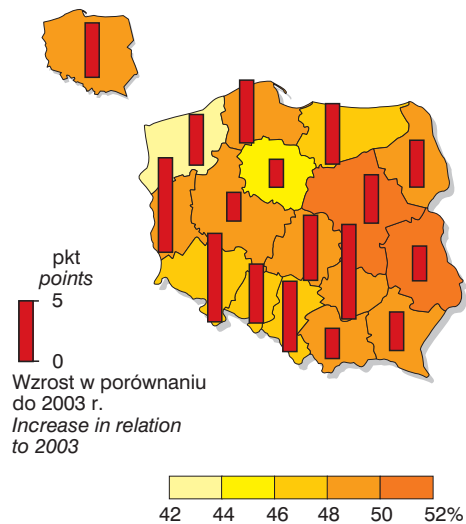 pkt
points
5
0
Wzrost w porównaniu
do 2003 r.
Increase in relation
to 2003
42 44 46 48 50 52%